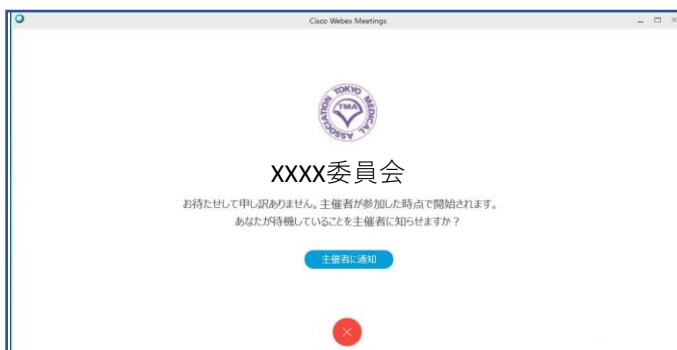 Cisco Webex Meetings
TOKYO MEDICAL ASSOCIATION
TMA
XXXX委員会
お待たせして申し訳ありません。主催者が参加した時点で開始されます。
あなたが待機していることを主催者に知らせますか？
主催者に通知